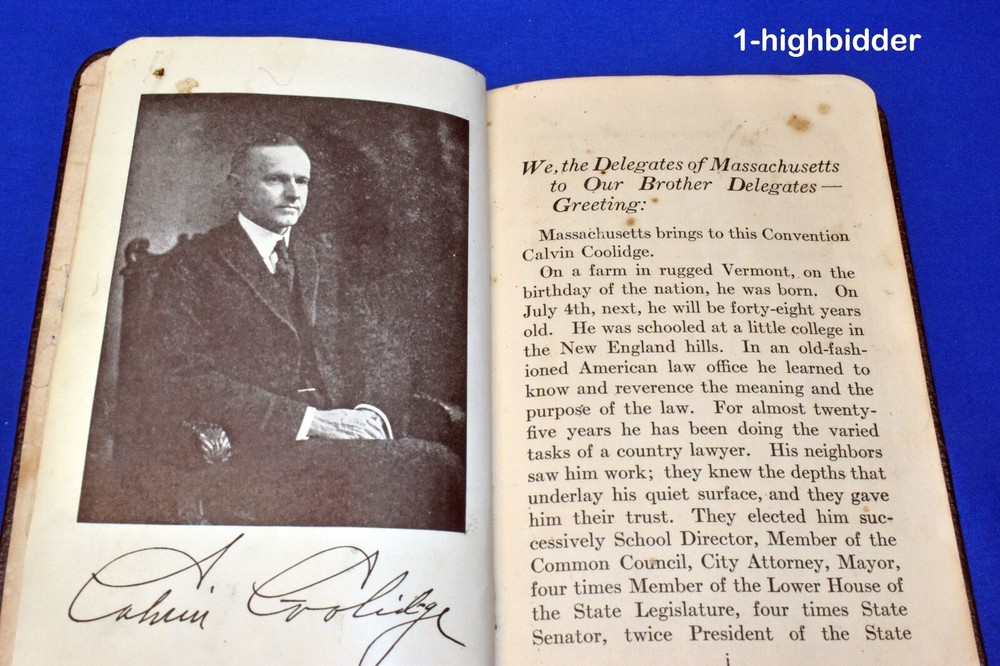 1-highbidder
Calvin Coolidge
We, the Delegates of Massachusetts
to Our Brother Delegates—
Greeting:
Massachusetts brings to this Convention
Calvin Coolidge.
On a farm in rugged Vermont, on the
birthday of the nation, he was born. On
July 4th, next, he will be forty-eight years
old. He was schooled at a little college in
the New England hills. In an old-fash-
ioned American law office he learned to
know and reverence the meaning and the
purpose of the law. For almost twenty-
five years he has been doing the varied
tasks of a country lawyer. His neighbors
saw him work; they knew the depths that
underlay his quiet surface, and they gave
him their trust. They elected him suc-
cessively School Director, Member of the
Common Council, City Attorney, Mayor,
four times Member of the Lower House of
the State Legislature, four times State
Senator, twice President of the State
i